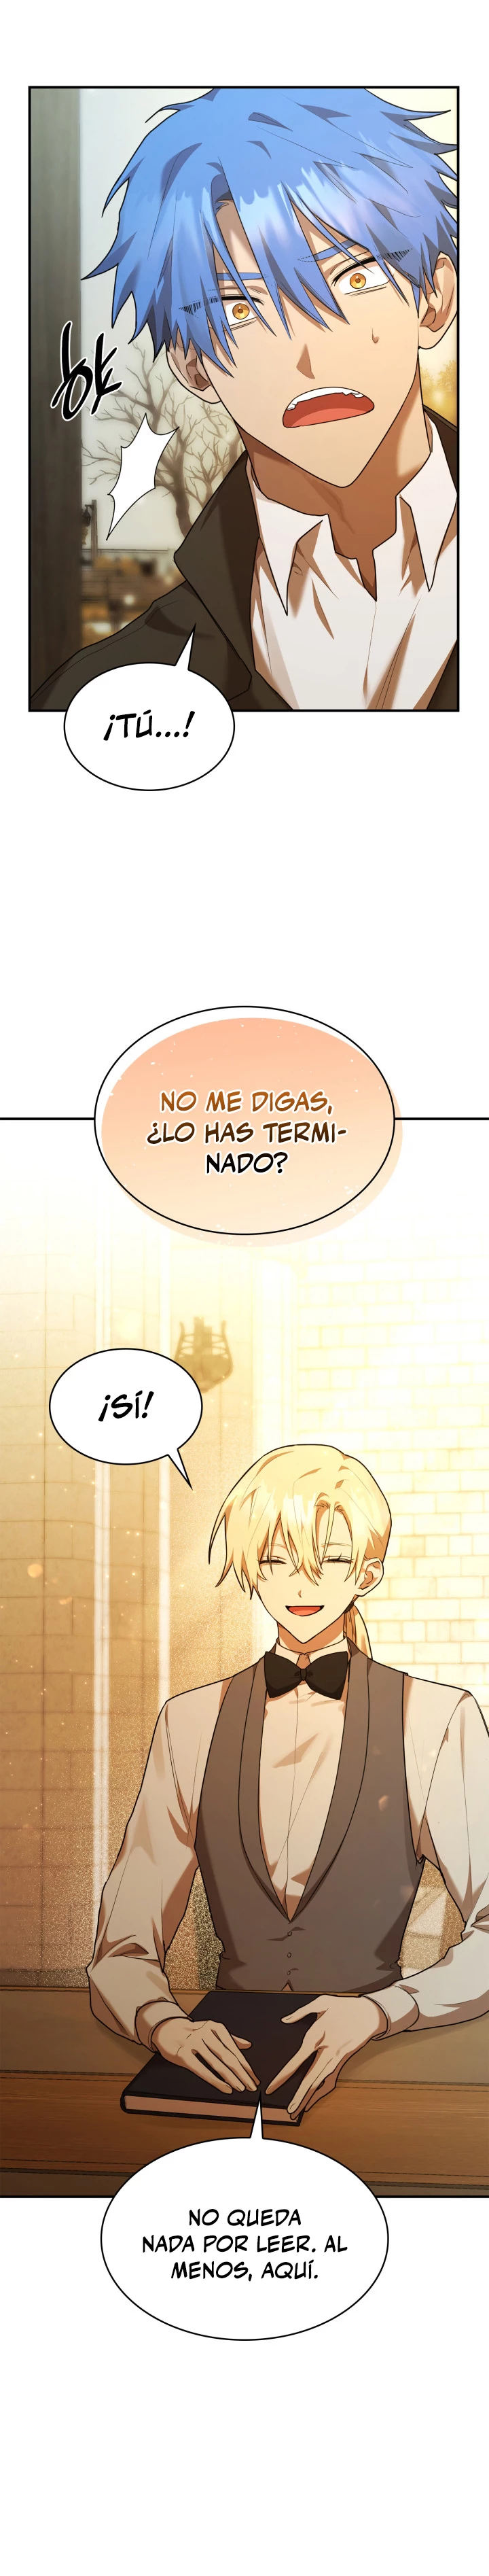 ¡TÚ...!
NO ME DIGAS,
¿LO HAS TERMI-
NADO?
¡SÍ!
NO QUEDA
NADA POR LEER. AL
MENOS, AQUÍ.